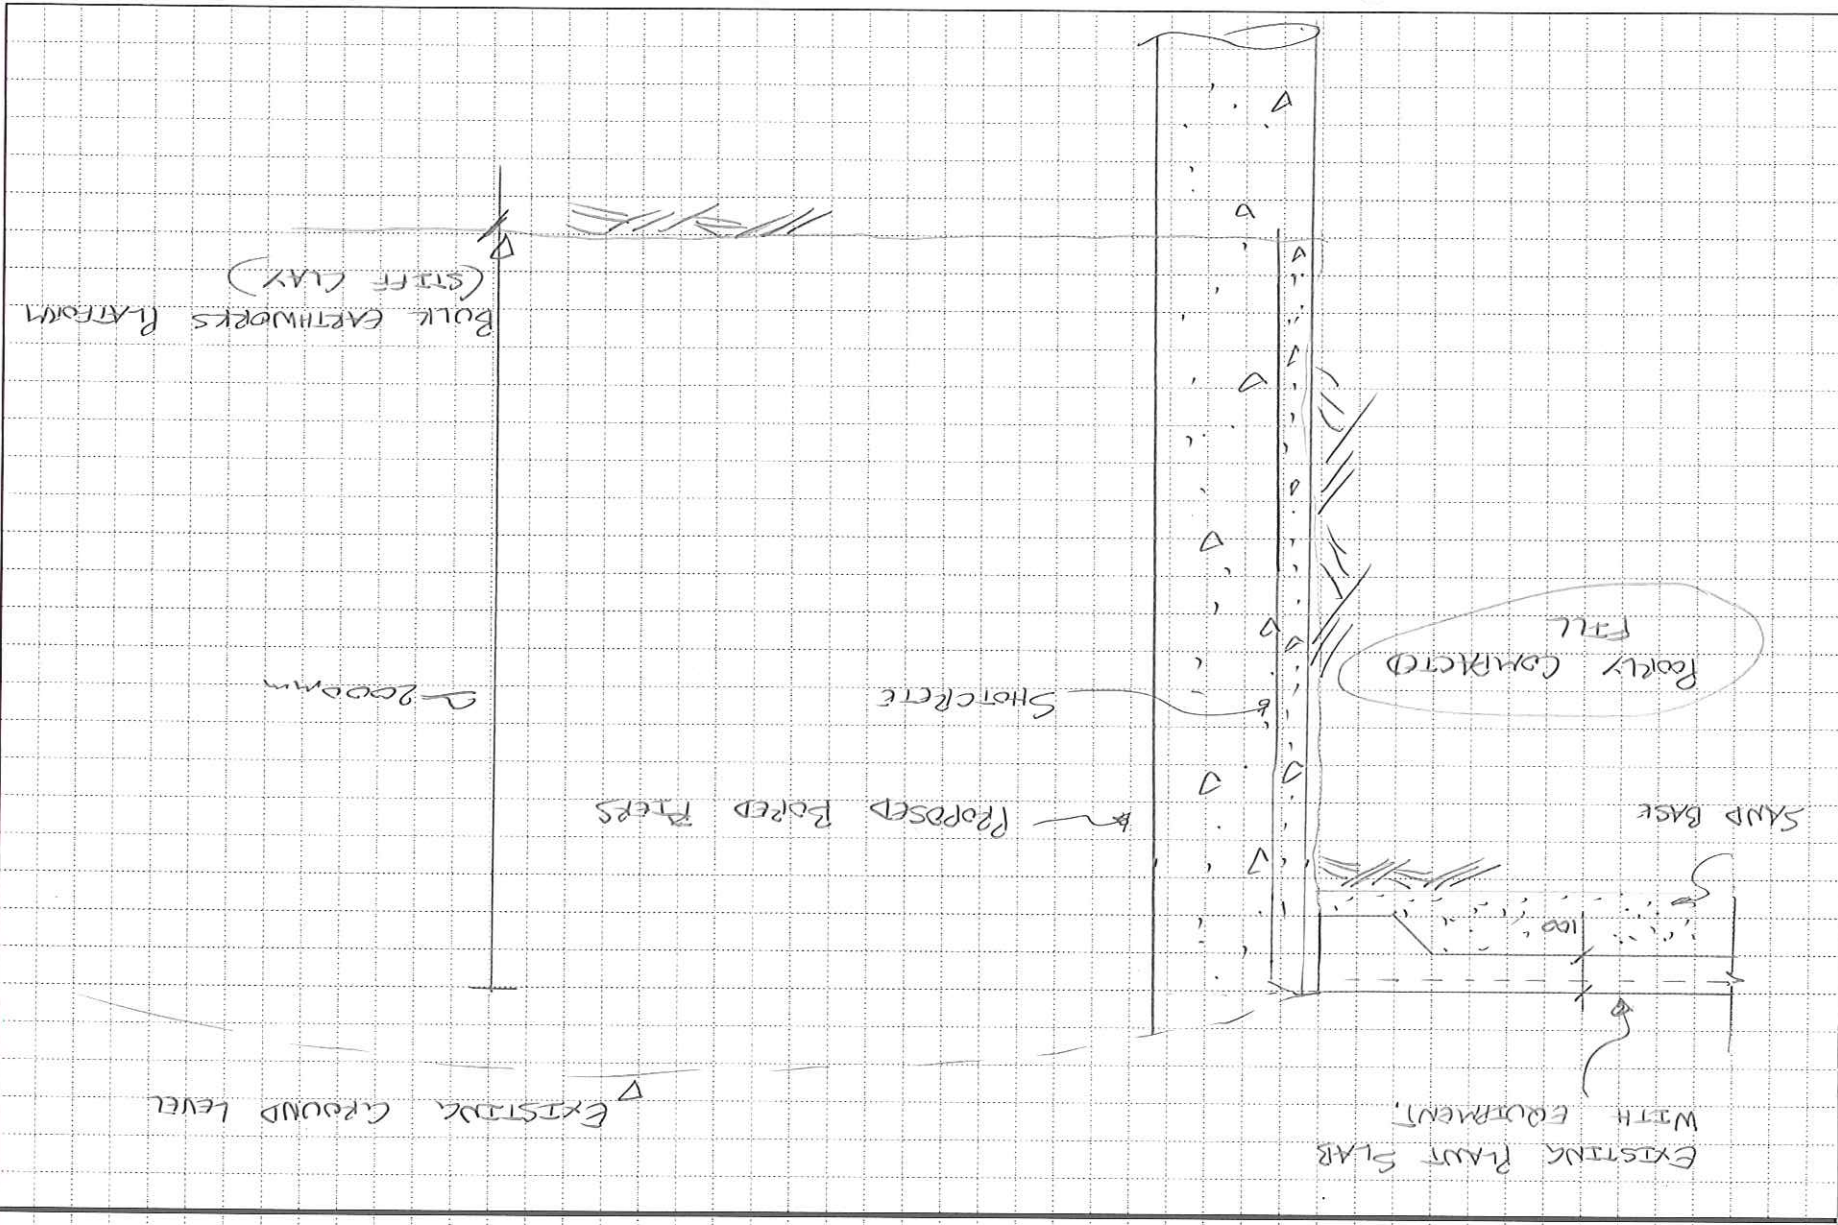 EXISTING PLANT SLAB
WITH EQUIPMENT.
EXISTING GROUND LEVEL
100
SAND BASE
PROPOSED BORED PIERS
SHOTCRETE
≃2000mm
POORLY COMPACTED
FILL
BULK EARTHWORKS PLATFORM
(STIFF CLAY)